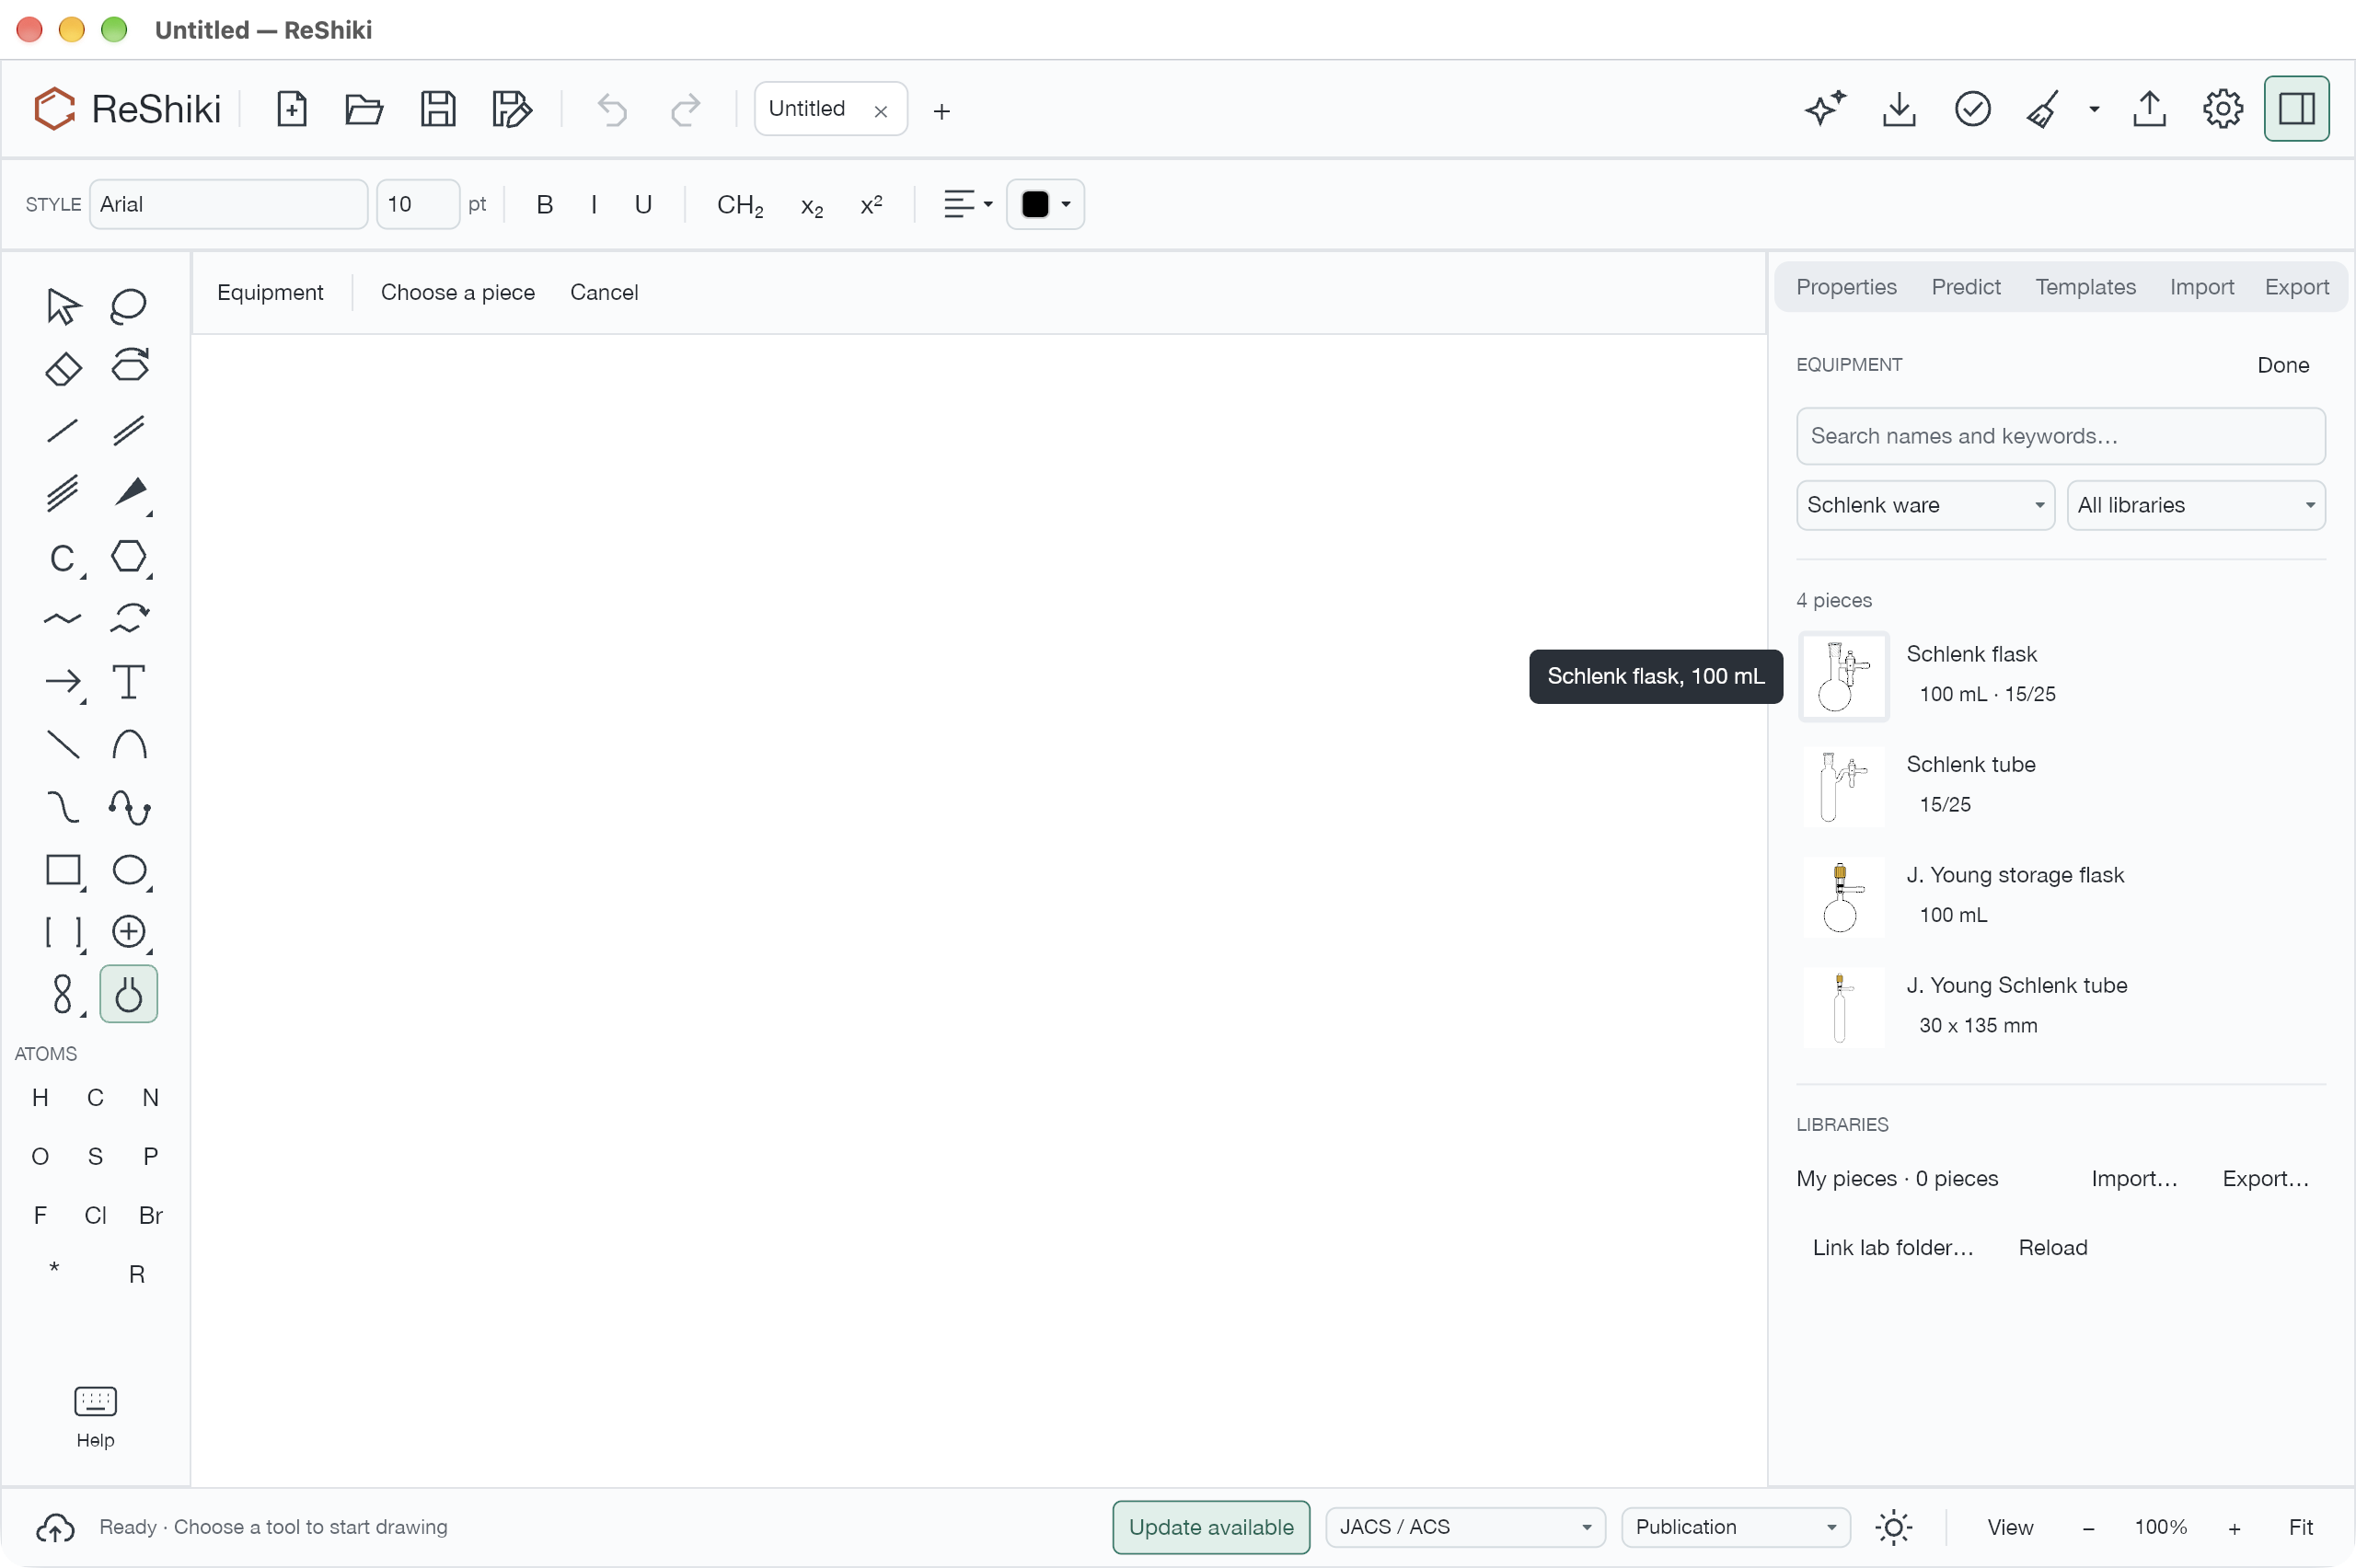 Untitled — ReShiki
ReShiki
Untitled × +
STYLE Arial 10 pt B I U CH₂ x₂ x²
Equipment Choose a piece Cancel
Properties Predict Templates Import Export
EQUIPMENT Done
Search names and keywords...
Schlenk ware All libraries
4 pieces
Schlenk flask
100 mL · 15/25
Schlenk flask, 100 mL
Schlenk tube
15/25
J. Young storage flask
100 mL
J. Young Schlenk tube
30 x 135 mm
LIBRARIES
My pieces · 0 pieces Import... Export...
Link lab folder... Reload
C
T
[ ]
ATOMS
H C N
O S P
F Cl Br
* R
Help
Ready · Choose a tool to start drawing
Update available JACS / ACS Publication View − 100% + Fit